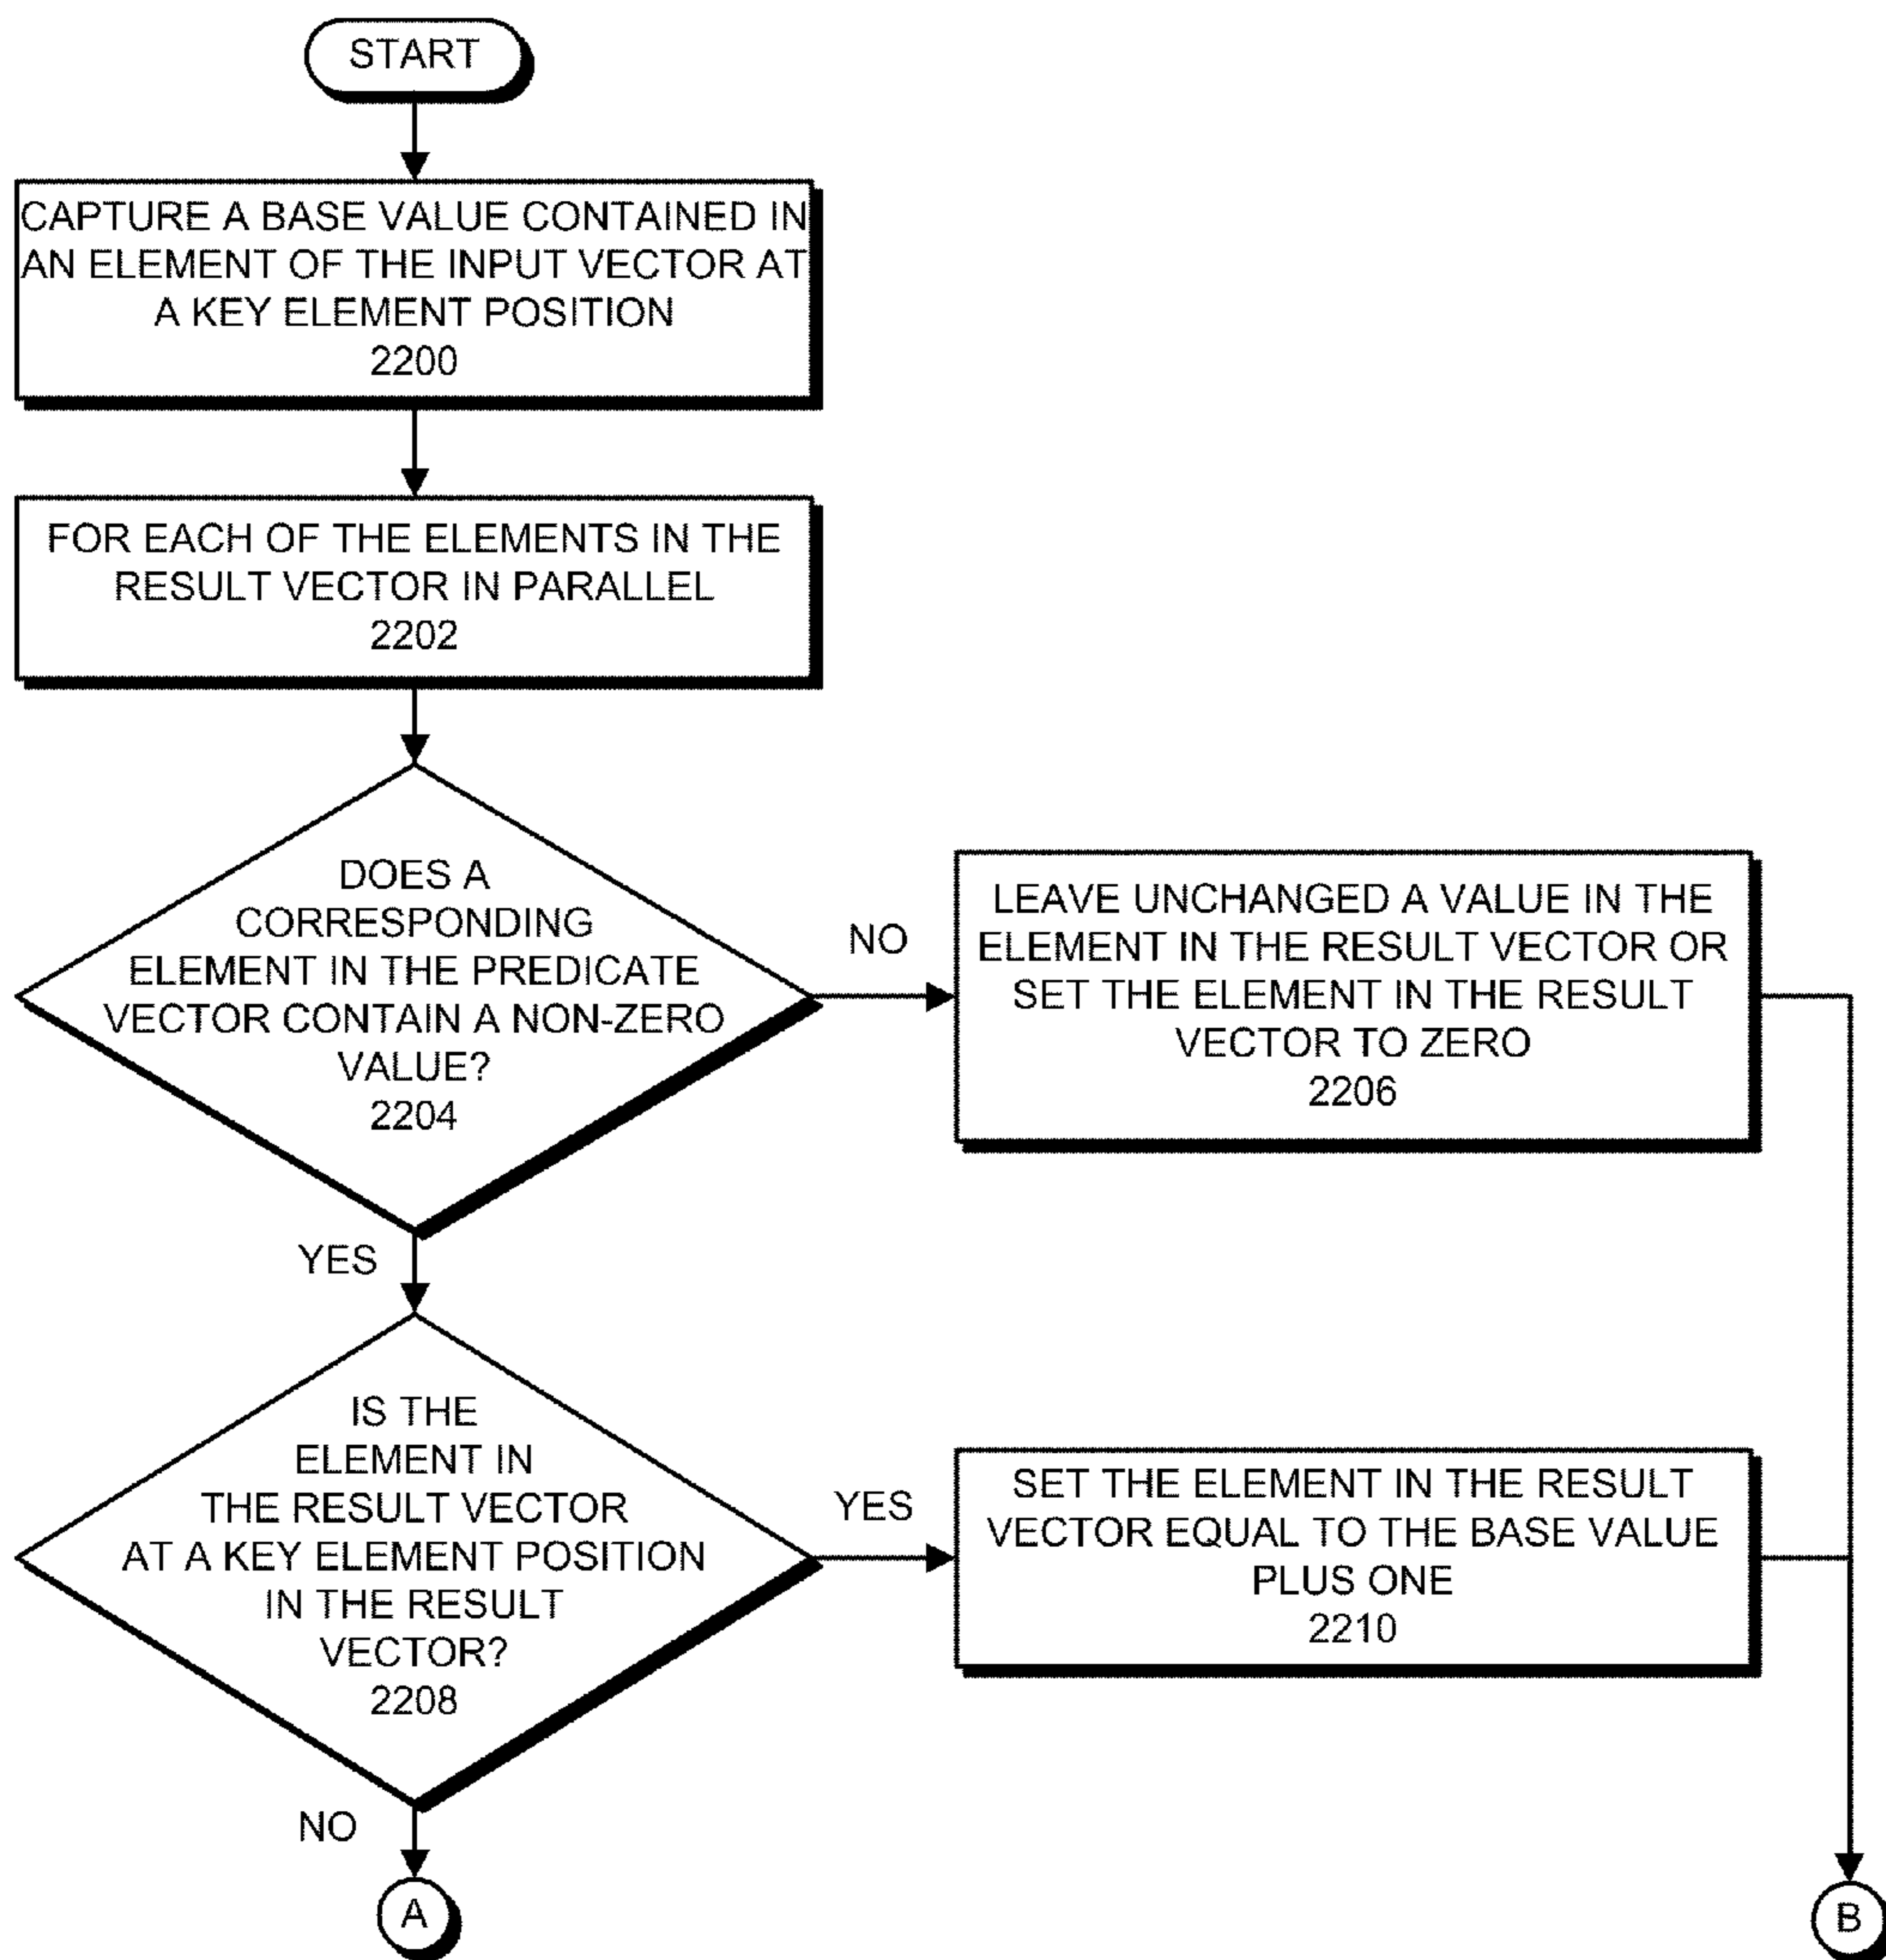 START
CAPTURE A BASE VALUE CONTAINED IN
AN ELEMENT OF THE INPUT VECTOR AT
A KEY ELEMENT POSITION
2200
FOR EACH OF THE ELEMENTS IN THE
RESULT VECTOR IN PARALLEL
2202
DOES A
CORRESPONDING
ELEMENT IN THE PREDICATE
VECTOR CONTAIN A NON-ZERO
VALUE?
2204
NO
LEAVE UNCHANGED A VALUE IN THE
ELEMENT IN THE RESULT VECTOR OR
SET THE ELEMENT IN THE RESULT
VECTOR TO ZERO
2206
YES
IS THE
ELEMENT IN
THE RESULT VECTOR
AT A KEY ELEMENT POSITION
IN THE RESULT
VECTOR?
2208
YES
SET THE ELEMENT IN THE RESULT
VECTOR EQUAL TO THE BASE VALUE
PLUS ONE
2210
NO
A
B